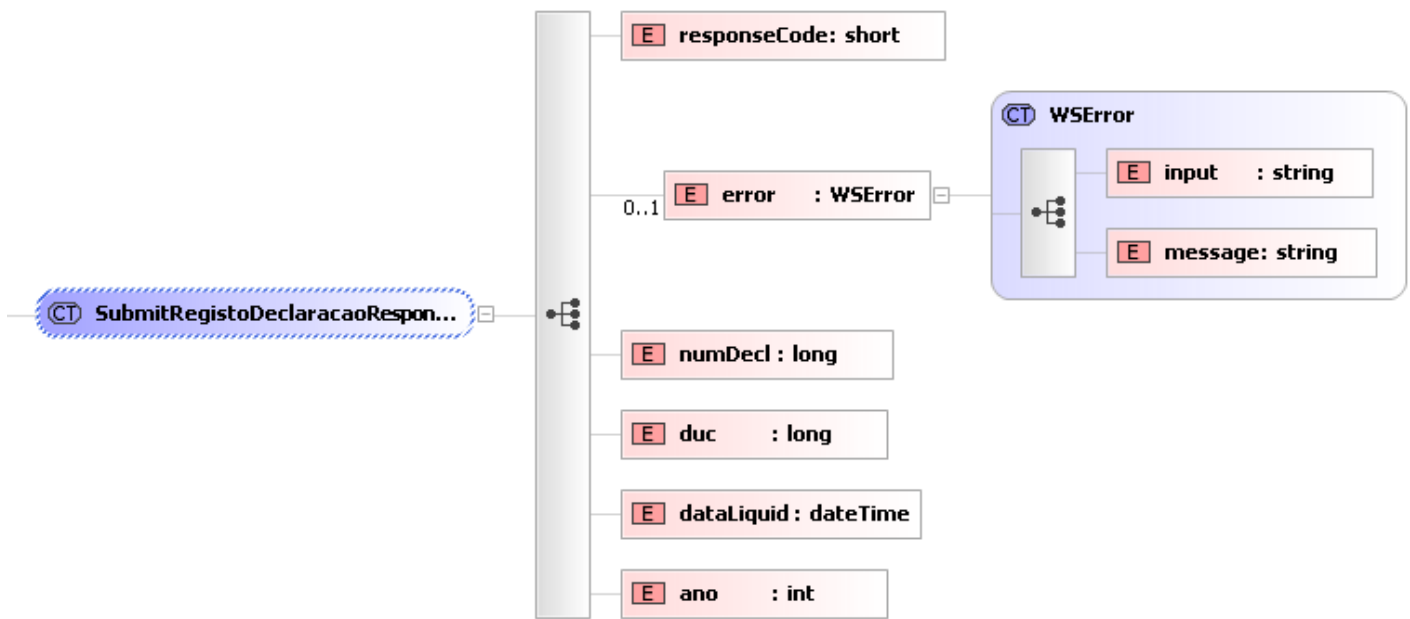 E responseCode: short
CT WSError
E input : string
E error : WSError
0..1
E message: string
CT SubmitRegistoDeclaracaoRespon...
E numDecl : long
E duc : long
E dataLiquid : dateTime
E ano : int